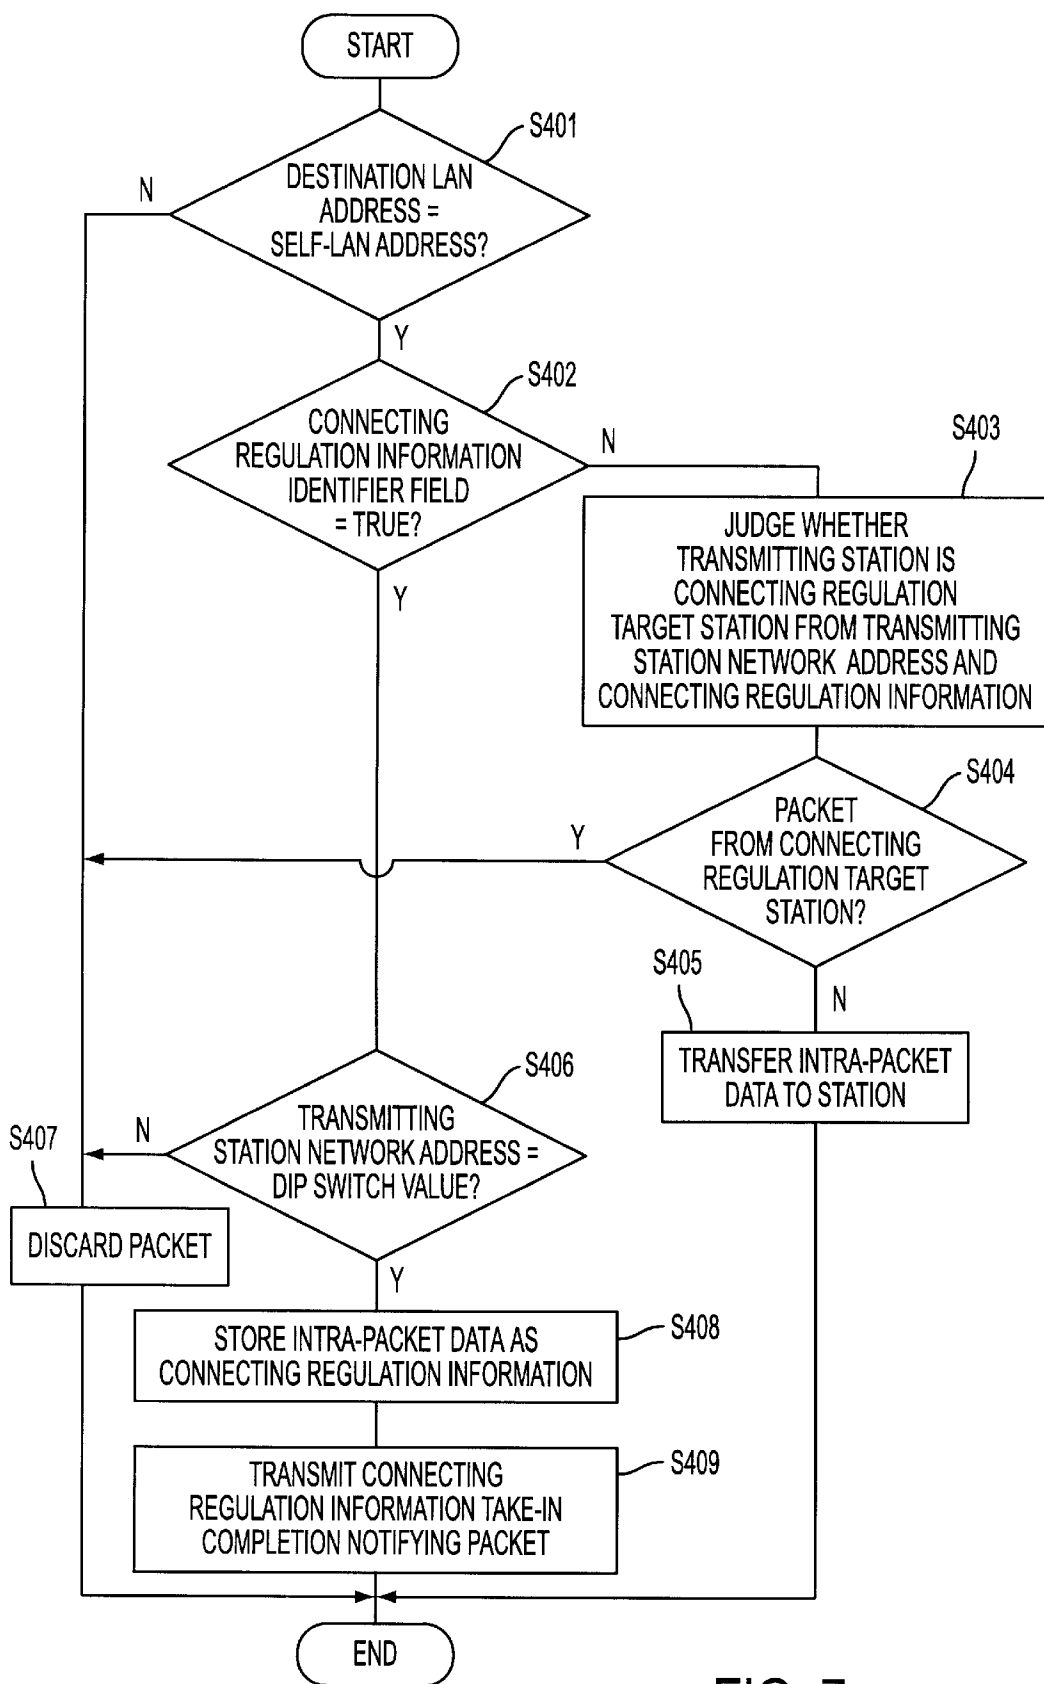 START
S401
DESTINATION LAN
ADDRESS =
SELF-LAN ADDRESS?
N
Y
S402
CONNECTING
REGULATION INFORMATION
IDENTIFIER FIELD
= TRUE?
N
Y
S403
JUDGE WHETHER
TRANSMITTING STATION IS
CONNECTING REGULATION
TARGET STATION FROM TRANSMITTING
STATION NETWORK ADDRESS AND
CONNECTING REGULATION INFORMATION
S404
PACKET
FROM CONNECTING
REGULATION TARGET
STATION?
Y
N
S405
TRANSFER INTRA-PACKET
DATA TO STATION
S406
TRANSMITTING
STATION NETWORK ADDRESS =
DIP SWITCH VALUE?
N
Y
S407
DISCARD PACKET
S408
STORE INTRA-PACKET DATA AS
CONNECTING REGULATION INFORMATION
S409
TRANSMIT CONNECTING
REGULATION INFORMATION TAKE-IN
COMPLETION NOTIFYING PACKET
END